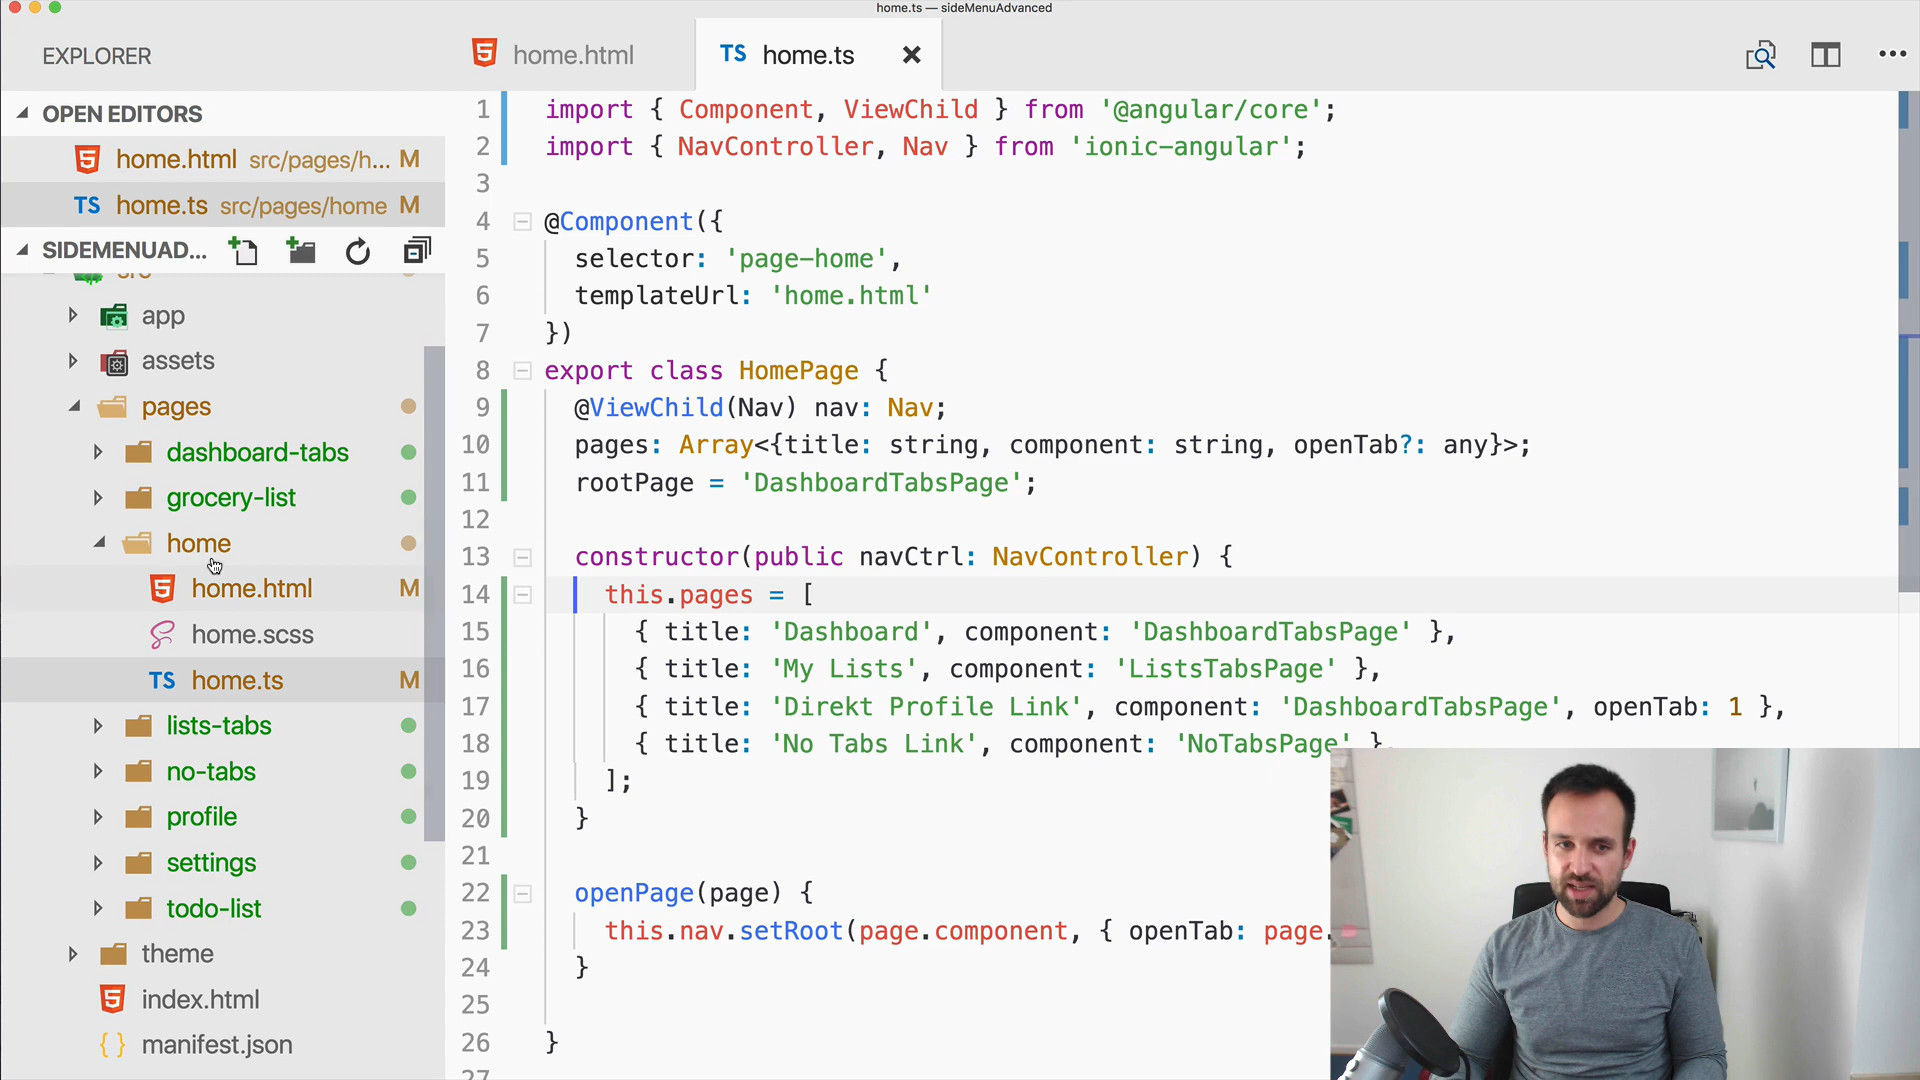 home.ts — sideMenuAdvanced
EXPLORER
home.html
TS home.ts
OPEN EDITORS
home.html src/pages/h... M
TS home.ts src/pages/home M
SIDEMENUAD...
src
app
assets
pages
dashboard-tabs
grocery-list
home
home.html M
home.scss
TS home.ts M
lists-tabs
no-tabs
profile
settings
todo-list
theme
index.html
{ } manifest.json
1 import { Component, ViewChild } from '@angular/core';
2 import { NavController, Nav } from 'ionic-angular';
3
4 @Component({
5 selector: 'page-home',
6 templateUrl: 'home.html'
7 })
8 export class HomePage {
9 @ViewChild(Nav) nav: Nav;
10 pages: Array<{title: string, component: string, openTab?: any}>;
11 rootPage = 'DashboardTabsPage';
12
13 constructor(public navCtrl: NavController) {
14 this.pages = [
15 { title: 'Dashboard', component: 'DashboardTabsPage' },
16 { title: 'My Lists', component: 'ListsTabsPage' },
17 { title: 'Direkt Profile Link', component: 'DashboardTabsPage', openTab: 1 },
18 { title: 'No Tabs Link', component: 'NoTabsPage' }
19 ];
20 }
21
22 openPage(page) {
23 this.nav.setRoot(page.component, { openTab: page.
24 }
25
26 }
27